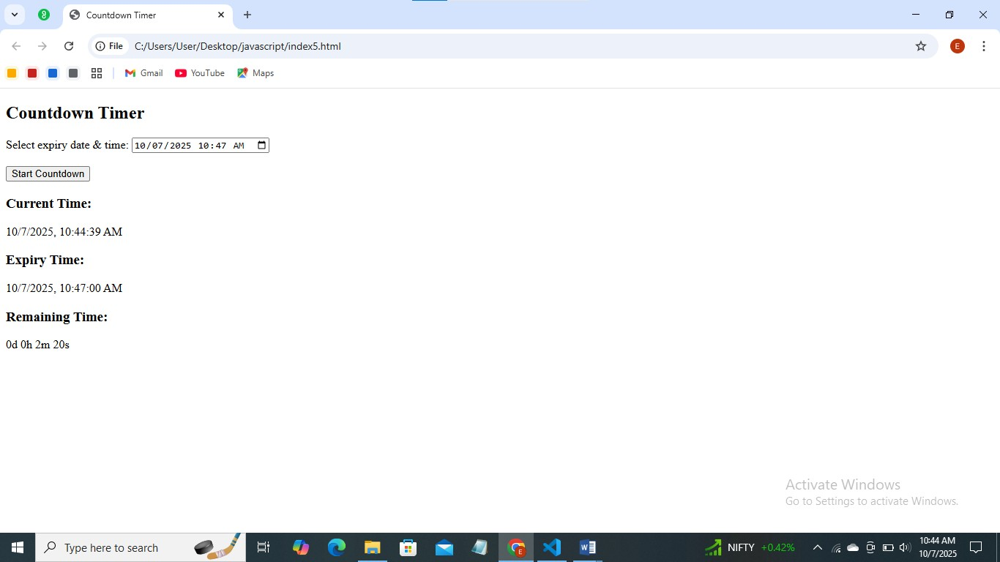 Countdown Timer
File C:/Users/User/Desktop/javascript/index5.html
E
Gmail YouTube Maps
Countdown Timer
Select expiry date & time: 10/07/2025 10:47 AM
Start Countdown
Current Time:
10/7/2025, 10:44:39 AM
Expiry Time:
10/7/2025, 10:47:00 AM
Remaining Time:
0d 0h 2m 20s
Activate Windows
Go to Settings to activate Windows.
Type here to search
E
NIFTY +0.42%
10:44 AM
10/7/2025